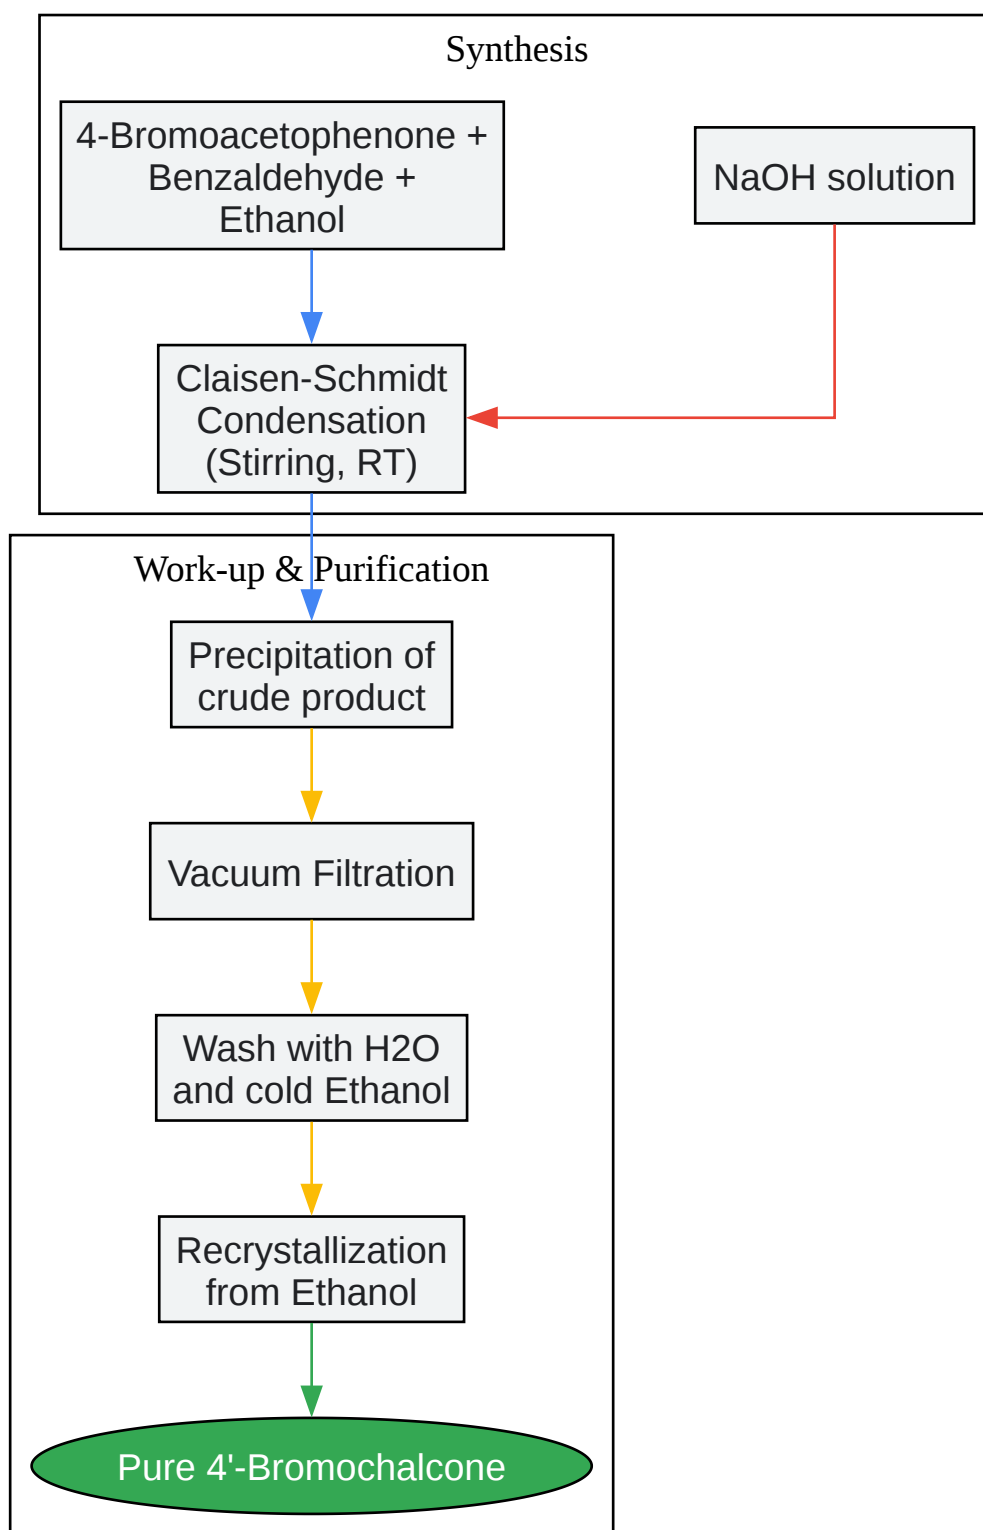 Synthesis
4-Bromoacetophenone +
Benzaldehyde +
Ethanol
NaOH solution
Claisen-Schmidt
Condensation
(Stirring, RT)
Work-up & Purification
Precipitation of
crude product
Vacuum Filtration
Wash with H2O
and cold Ethanol
Recrystallization
from Ethanol
Pure 4'-Bromochalcone